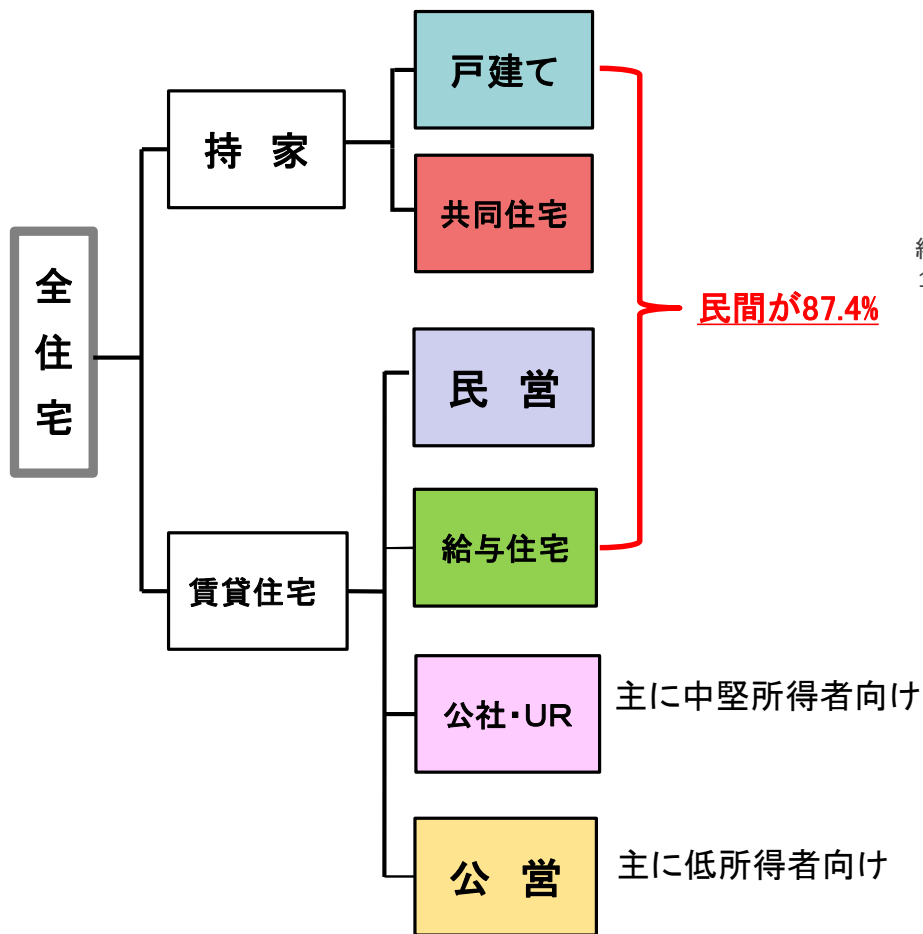 全住宅
持 家
賃貸住宅
戸建て
共同住宅
民 営
給与住宅
公社・UR
公 営
民間が87.4%
主に中堅所得者向け
主に低所得者向け